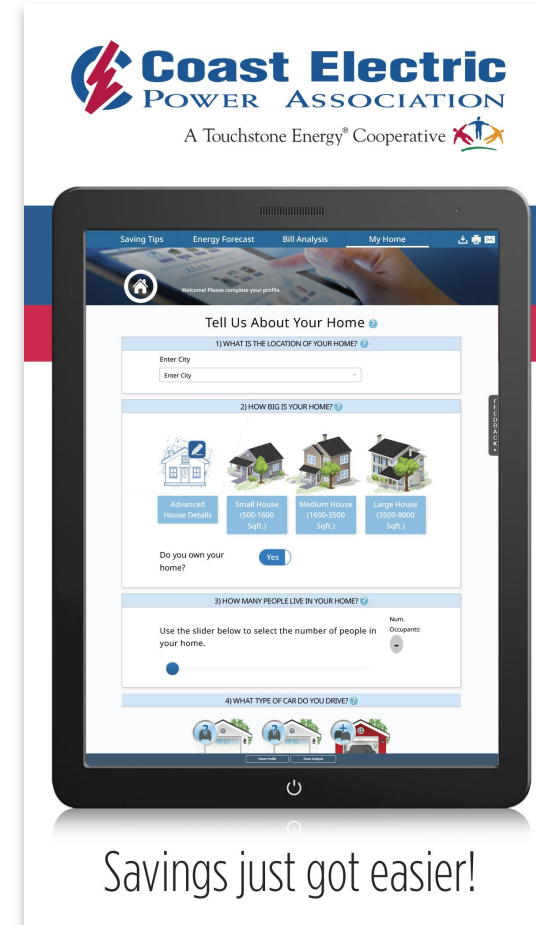 Coast Electric
POWER ASSOCIATION
A Touchstone Energy® Cooperative
Saving Tips Energy Forecast Bill Analysis My Home
Welcome! Please complete your profile.
Tell Us About Your Home ?
1) WHAT IS THE LOCATION OF YOUR HOME? ?
Enter City
Enter City
2) HOW BIG IS YOUR HOME? ?
Advanced
House Details
Small House
(500-1600
Sqft.)
Medium House
(1600-3500
Sqft.)
Large House
(3500-8000
Sqft.)
Do you own your
home?
Yes
3) HOW MANY PEOPLE LIVE IN YOUR HOME? ?
Use the slider below to select the number of people in
your home.
Num.
Occupants:
-
4) WHAT TYPE OF CAR DO YOU DRIVE? ?
Reset Profile Show Analysis
FEEDBACK
Savings just got easier!